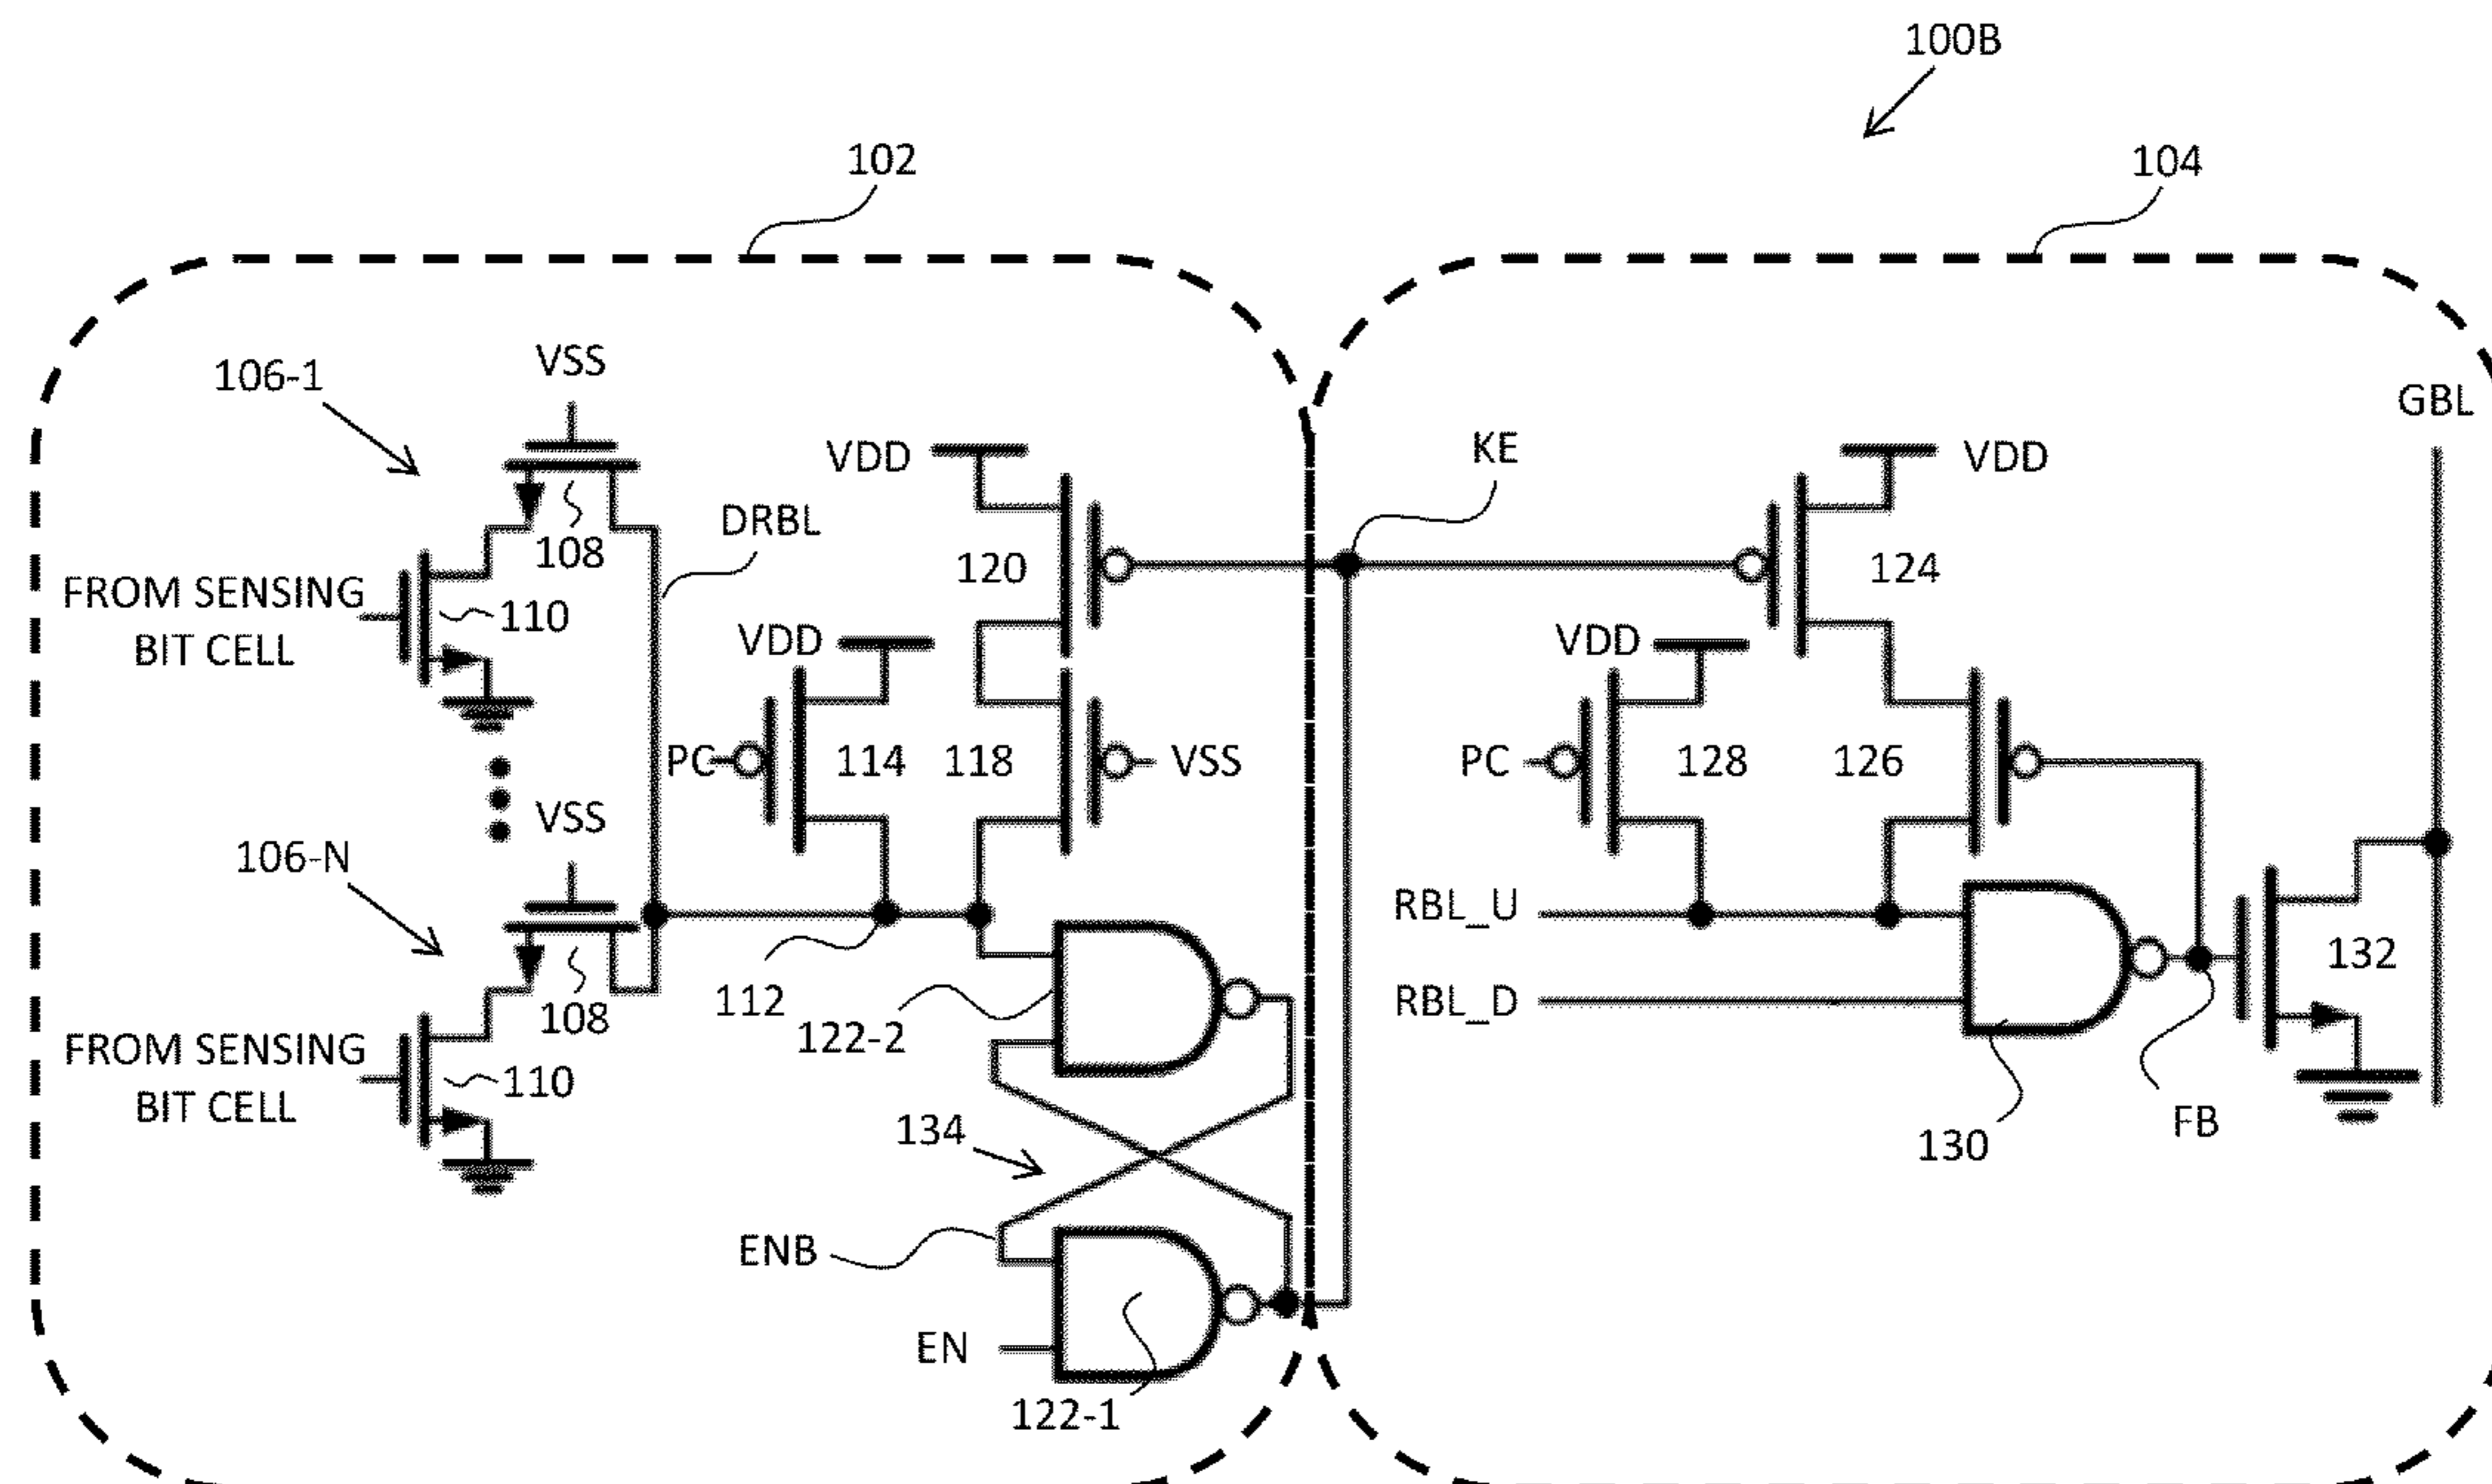 100B
102
104
106-1
VSS
GBL
VDD
KE
VDD
DRBL
108
120
124
FROM SENSING
BIT CELL
110
VDD
VDD
PC
114
118
VSS
PC
128
126
VSS
106-N
RBL_U
132
112
RBL_D
108
122-2
FROM SENSING
BIT CELL
110
134
FB
130
ENB
EN
122-1